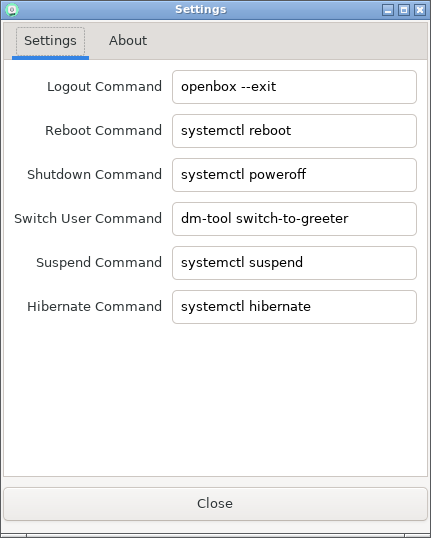 Settings
Settings About
Logout Command openbox --exit
Reboot Command systemctl reboot
Shutdown Command systemctl poweroff
Switch User Command dm-tool switch-to-greeter
Suspend Command systemctl suspend
Hibernate Command systemctl hibernate
Close